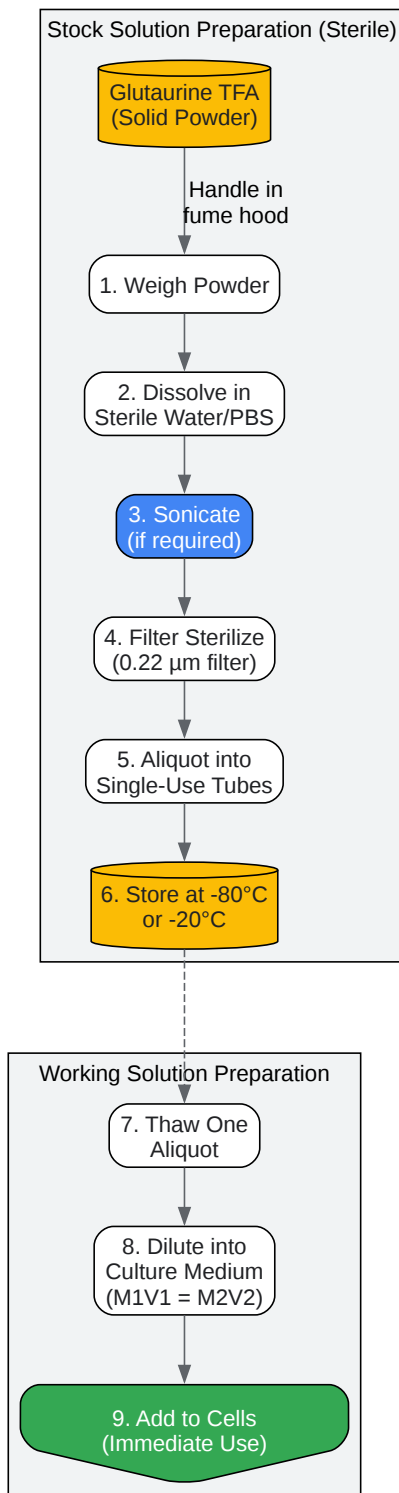 Stock Solution Preparation (Sterile)
Glutaurine TFA
(Solid Powder)
Handle in
fume hood
1. Weigh Powder
2. Dissolve in
Sterile Water/PBS
3. Sonicate
(if required)
4. Filter Sterilize
(0.22 µm filter)
5. Aliquot into
Single-Use Tubes
6. Store at -80°C
or -20°C
Working Solution Preparation
7. Thaw One
Aliquot
8. Dilute into
Culture Medium
(M1V1 = M2V2)
9. Add to Cells
(Immediate Use)